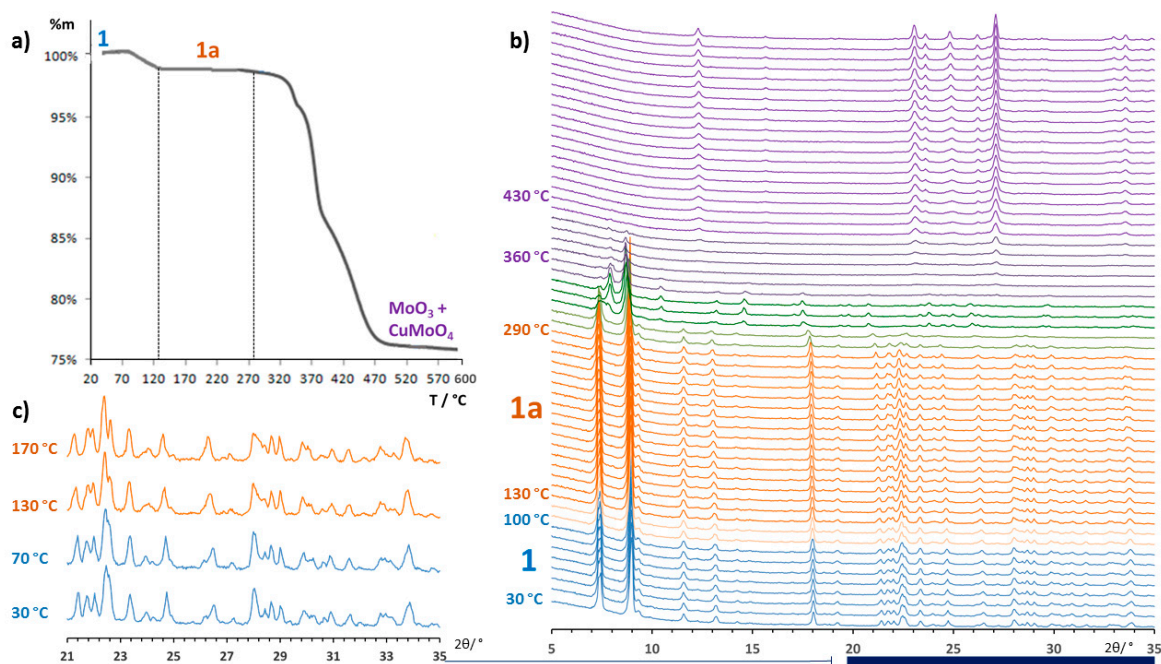 a)
%m
1
1a
100%
95%
90%
85%
80%
75%
MoO₃ +
CuMoO₄
20 70 120 170 220 270 320 370 420 470 520 570 600
T / °C
b)
430 °C
360 °C
290 °C
1a
130 °C
100 °C
1
30 °C
5 10 15 20 25 30 35
2θ/°
c)
170 °C
130 °C
70 °C
30 °C
21 23 25 27 29 31 33 35
2θ/°